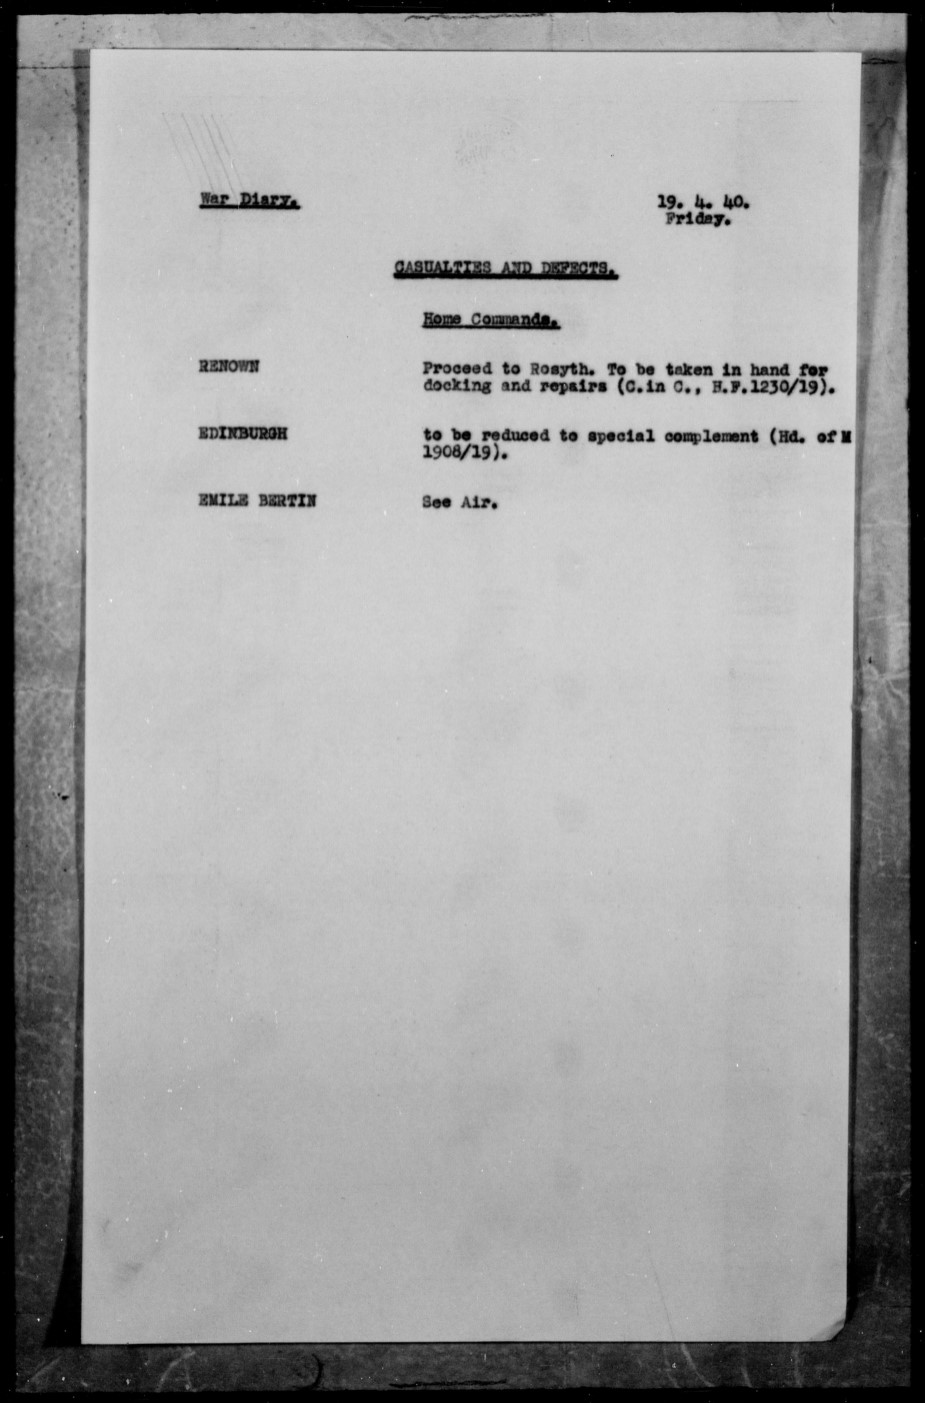 War Diary.
19. 4. 40.
Friday.
CASUALTIES AND DEFECTS.
Home Commands.
RENOWN Proceed to Rosyth. To be taken in hand for
docking and repairs (C.in C., H.F.1230/19).
EDINBURGH to be reduced to special complement (Hd. of M
1908/19).
EMILE BERTIN See Air.